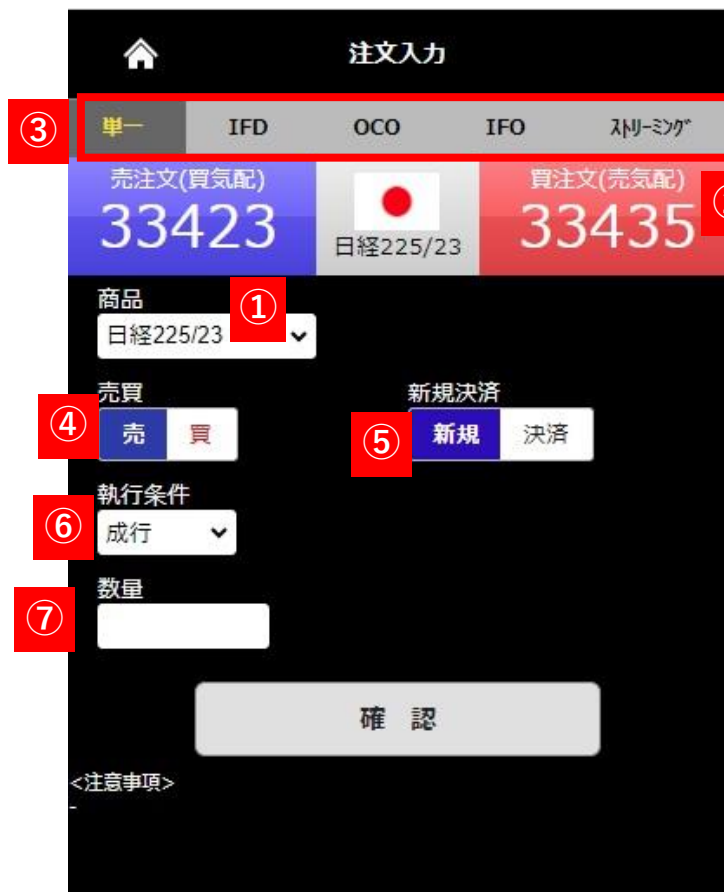 注文入力
③
単一 IFD OCO IFO ストリーミング
売注文(買気配) 買注文(売気配)
33423 33435
日経225/23
商品 ①
日経225/23
売買 新規決済
④ 売 買 ⑤ 新規 決済
執行条件
⑥ 成行
数量
⑦
確 認
<注意事項>
-